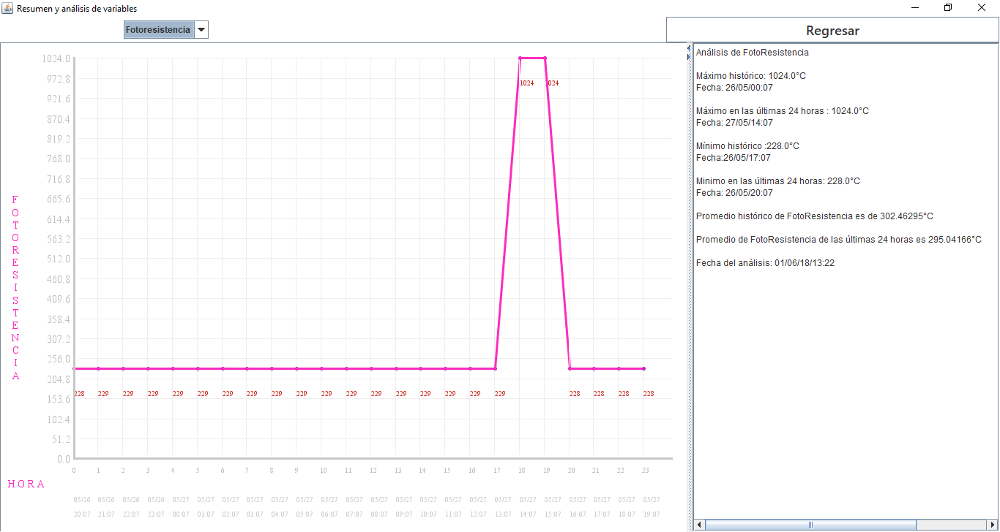 Resumen y análisis de variables
Fotoresistencia
Regresar
1024.0
972.8
921.6
870.4
819.2
768.0
716.8
665.6
614.4
563.2
512.0
460.8
409.6
358.4
307.2
256.0
204.8
153.6
102.4
51.2
0.0
FOTORESISTENCIA
1024 1024
228 229 229 229 229 229 229 229 229 229 229 229 229 229 229 229 229 229 228 228 228 228
0 1 2 3 4 5 6 7 8 9 10 11 12 13 14 15 16 17 18 19 20 21 22 23
HORA
05/26 05/26 05/26 05/26 05/27 05/27 05/27 05/27 05/27 05/27 05/27 05/27 05/27 05/27 05/27 05/27 05/27 05/27 05/27 05/27 05/27 05/27 05/27 05/27
20:07 21:07 22:07 23:07 00:07 01:07 02:07 03:07 04:07 05:07 06:07 07:07 08:07 09:07 10:07 11:07 12:07 13:07 14:07 15:07 16:07 17:07 18:07 19:07
Análisis de FotoResistencia
Máximo histórico: 1024.0°C
Fecha: 26/05/00:07
Máximo en las últimas 24 horas : 1024.0°C
Fecha: 27/05/14:07
Mínimo histórico :228.0°C
Fecha:26/05/17:07
Minimo en las últimas 24 horas: 228.0°C
Fecha: 26/05/20:07
Promedio histórico de FotoResistencia es de 302.46295°C
Promedio de FotoResistencia de las últimas 24 horas es 295.04166°C
Fecha del análisis: 01/06/18/13:22